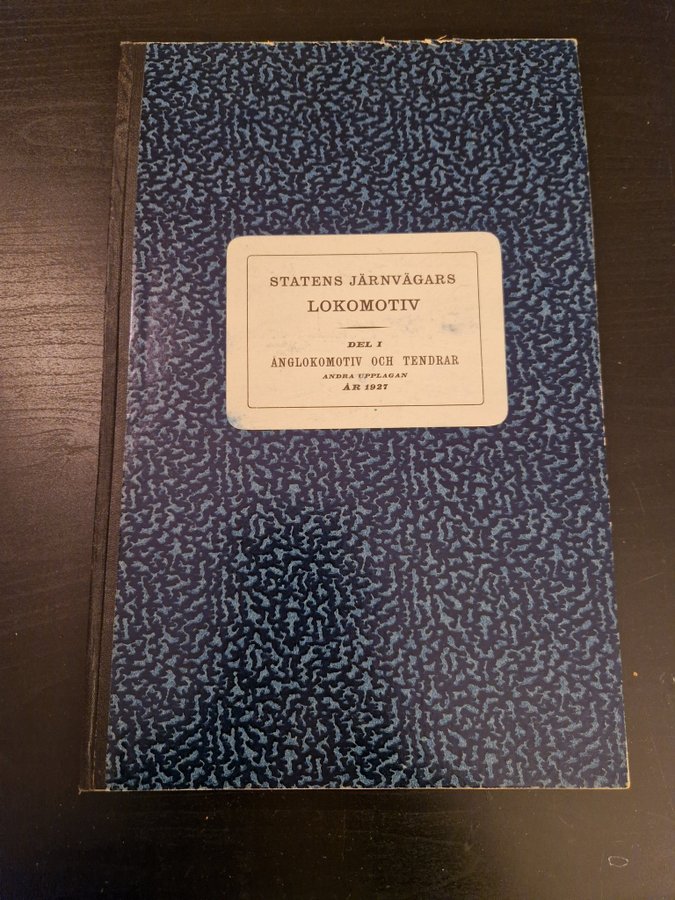 STATENS JÄRNVÄGARS
LOKOMOTIV
DEL I
ÅNGLOKOMOTIV OCH TENDRAR
ANDRA UPPLAGAN
ÅR 1927